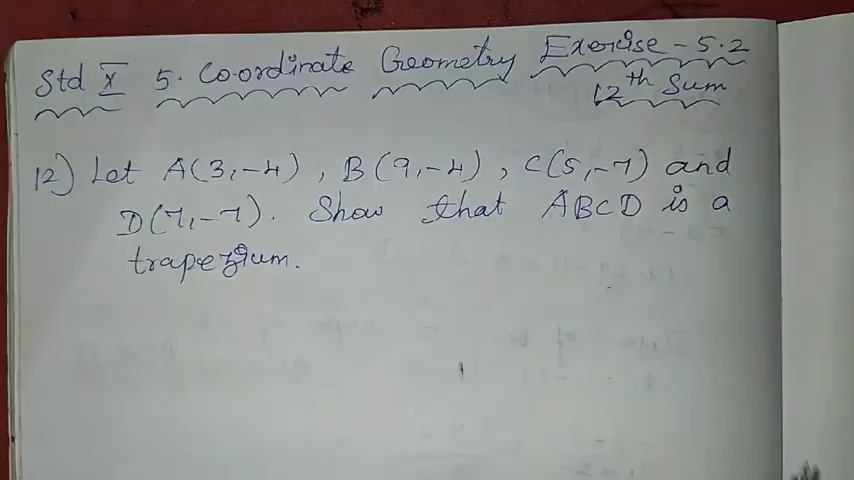 Std X 5. Co-ordinate Geometry Exercise - 5.2
12th Sum
12) Let A(3,-4), B(9,-4), C(5,-7) and
D(7,-7). Show that ABCD is a
trapezium.